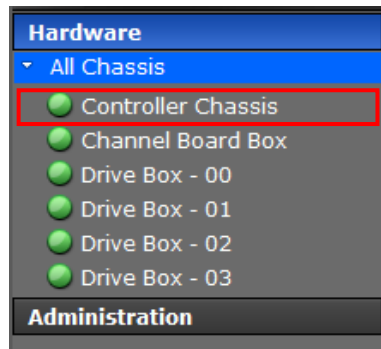 Hardware
All Chassis
Controller Chassis
Channel Board Box
Drive Box - 00
Drive Box - 01
Drive Box - 02
Drive Box - 03
Administration